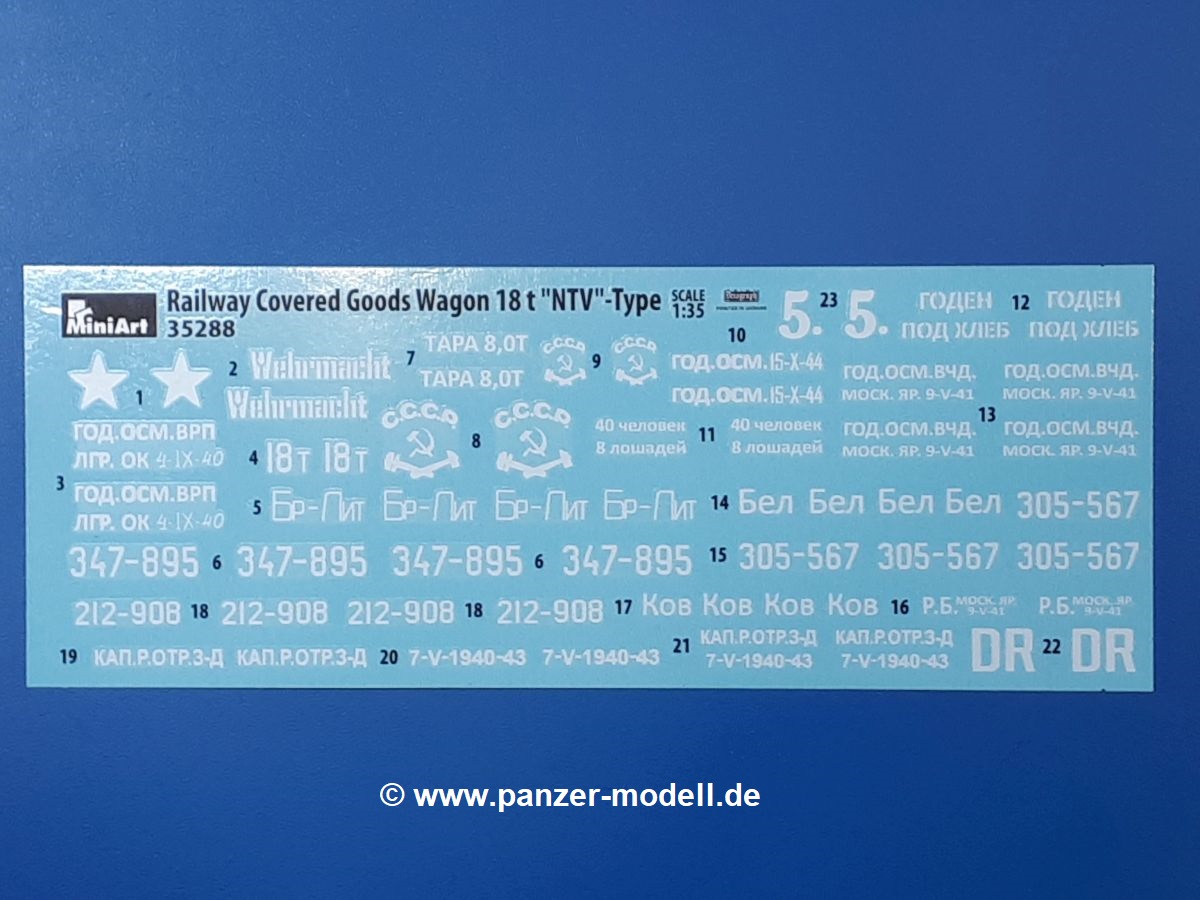 MiniArt
Railway Covered Goods Wagon 18 t "NTV"-Type
35288
SCALE
1:35
10
5.
23
5.
ГОДЕН
ПОД ХЛЕБ
12
ГОДЕН
ПОД ХЛЕБ
1
2
Wehrmacht
Wehrmacht
7
ТАРА 8,0Т
ТАРА 8,0Т
С.С.С.Р.
9
С.С.С.Р.
ГОД.ОСМ.15-X-44
ГОД.ОСМ.15-X-44
ГОД.ОСМ.ВЧД.
МОСК. ЯР. 9-V-41
ГОД.ОСМ.ВЧД.
МОСК. ЯР. 9-V-41
13
ГОД.ОСМ.ВЧД.
МОСК. ЯР. 9-V-41
ГОД.ОСМ.ВЧД.
МОСК. ЯР. 9-V-41
3
ГОД.ОСМ.ВРП
ЛГР. ОК 4-IX-40
ГОД.ОСМ.ВРП
ЛГР. ОК 4-IX-40
4
18т 18т
С.С.С.Р.
8
С.С.С.Р.
40 человек
8 лошадей
11
40 человек
8 лошадей
5 Бр-Лит Бр-Лит Бр-Лит Бр-Лит
14 Бел Бел Бел Бел 305-567
347-895 6 347-895 347-895 6 347-895
15 305-567 305-567 305-567
212-908 18 212-908 212-908 18 212-908
17 Ков Ков Ков Ков
16 Р.Б. МОСК. ЯР.
9-V-41
Р.Б. МОСК. ЯР.
9-V-41
19 КАП.Р.ОТР.З-Д КАП.Р.ОТР.З-Д
20 7-V-1940-43 7-V-1940-43
21
КАП.Р.ОТР.З-Д
7-V-1940-43
КАП.Р.ОТР.З-Д
7-V-1940-43
DR 22 DR
© www.panzer-modell.de